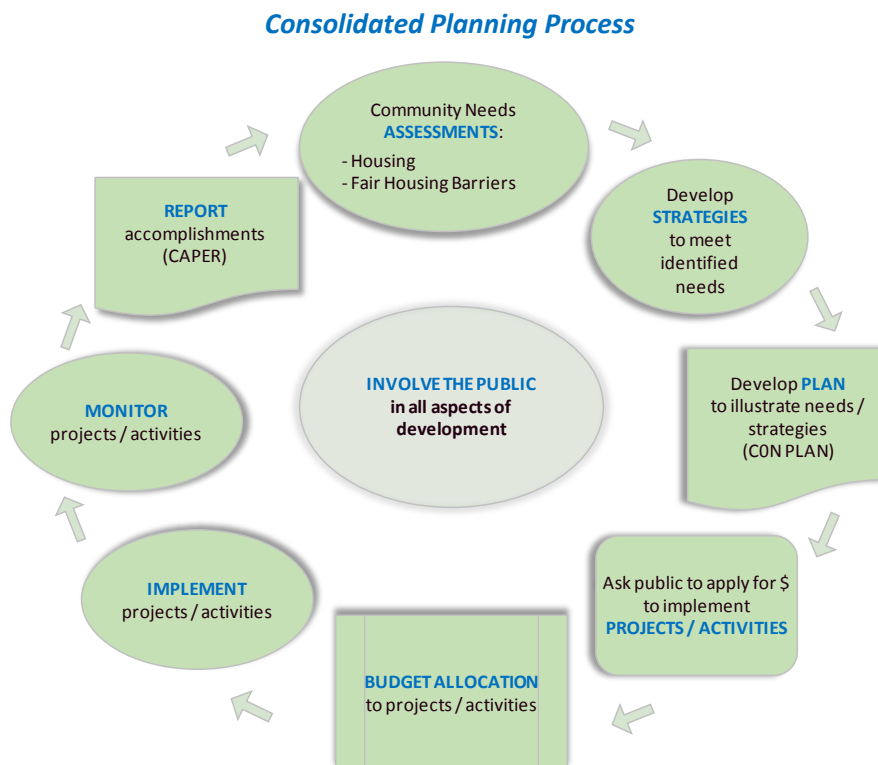 Consolidated Planning Process
Community Needs
ASSESSMENTS:
- Housing
- Fair Housing Barriers
Develop
STRATEGIES
to meet
identified
needs
Develop PLAN
to illustrate needs /
strategies
(C0N PLAN)
Ask public to apply for $
to implement
PROJECTS / ACTIVITIES
BUDGET ALLOCATION
to projects / activities
IMPLEMENT
projects / activities
MONITOR
projects / activities
REPORT
accomplishments
(CAPER)
INVOLVE THE PUBLIC
in all aspects of
development